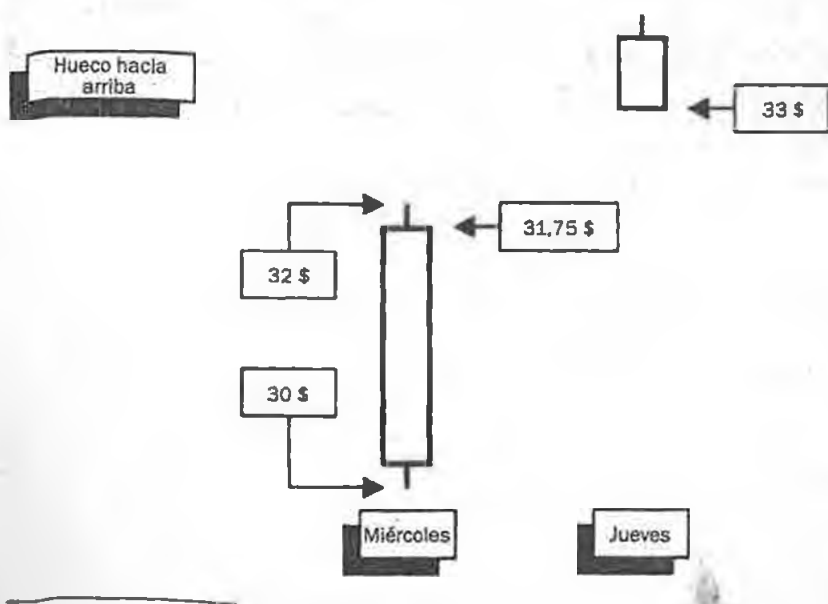 Hueco hacia
arriba
33 $
31,75 $
32 $
30 $
Miércoles
Jueves